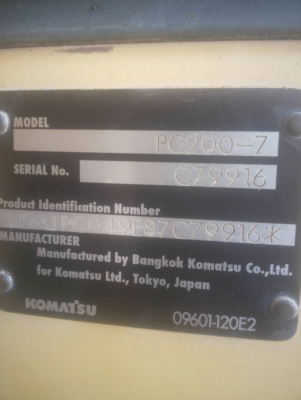 MODEL
PC200-7
SERIAL No.
C79916
Product Identification Number
MANUFACTURER
Manufactured by Bangkok Komatsu Co.,Ltd.
for Komatsu Ltd., Tokyo, Japan
KOMATSU
09601-120E2